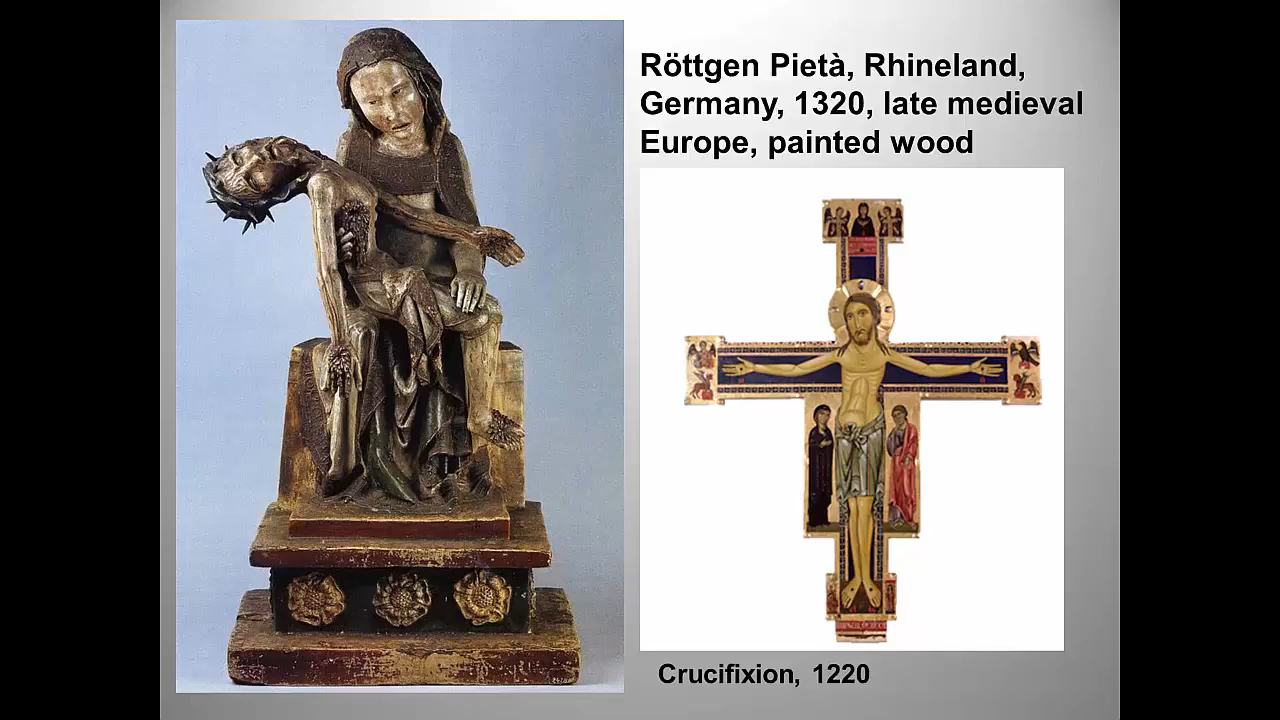 Röttgen Pietà, Rhineland,
Germany, 1320, late medieval
Europe, painted wood
Crucifixion, 1220